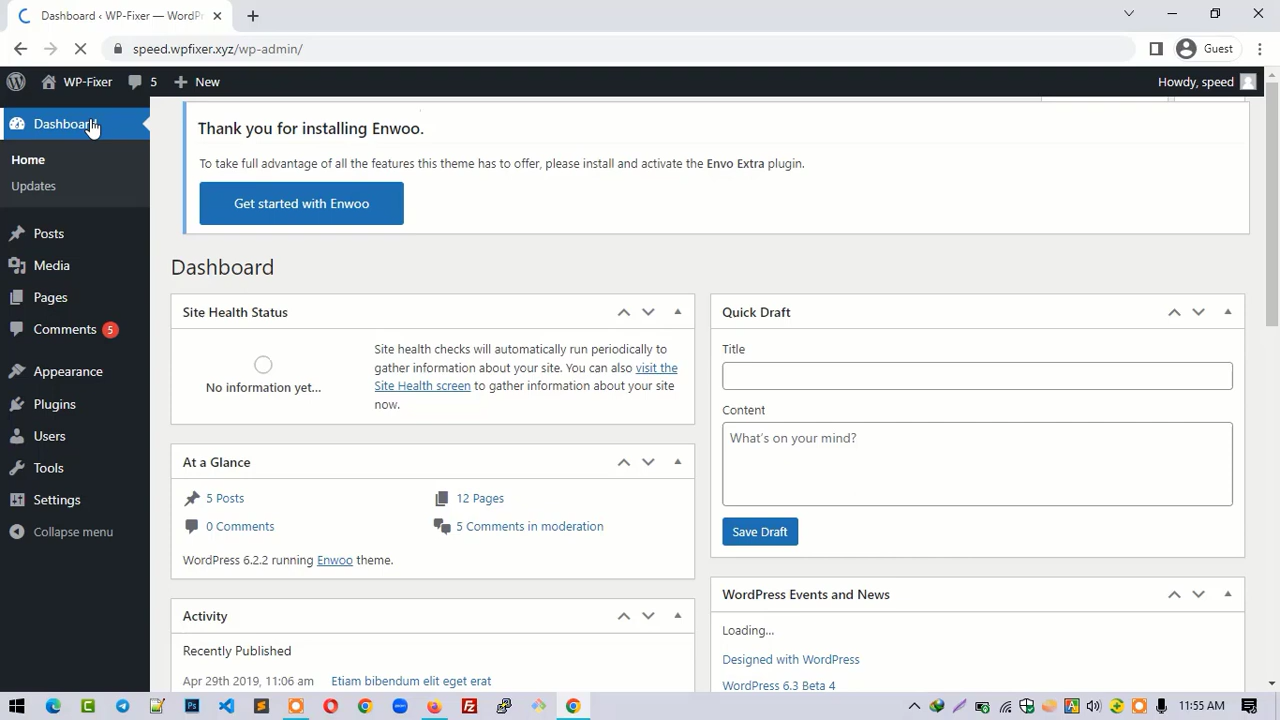 Dashboard ‹ WP-Fixer — WordPr
speed.wpfixer.xyz/wp-admin/
Guest
WP-Fixer
5
New
Howdy, speed
Dashboard
Home
Updates
Posts
Media
Pages
Comments 5
Appearance
Plugins
Users
Tools
Settings
Collapse menu
Thank you for installing Enwoo.
To take full advantage of all the features this theme has to offer, please install and activate the Envo Extra plugin.
Get started with Enwoo
Dashboard
Site Health Status
No information yet...
Site health checks will automatically run periodically to
gather information about your site. You can also visit the
Site Health screen to gather information about your site
now.
At a Glance
5 Posts
12 Pages
0 Comments
5 Comments in moderation
WordPress 6.2.2 running Enwoo theme.
Activity
Recently Published
Apr 29th 2019, 11:06 am
Etiam bibendum elit eget erat
Quick Draft
Title
Content
What's on your mind?
Save Draft
WordPress Events and News
Loading...
Designed with WordPress
WordPress 6.3 Beta 4
11:55 AM